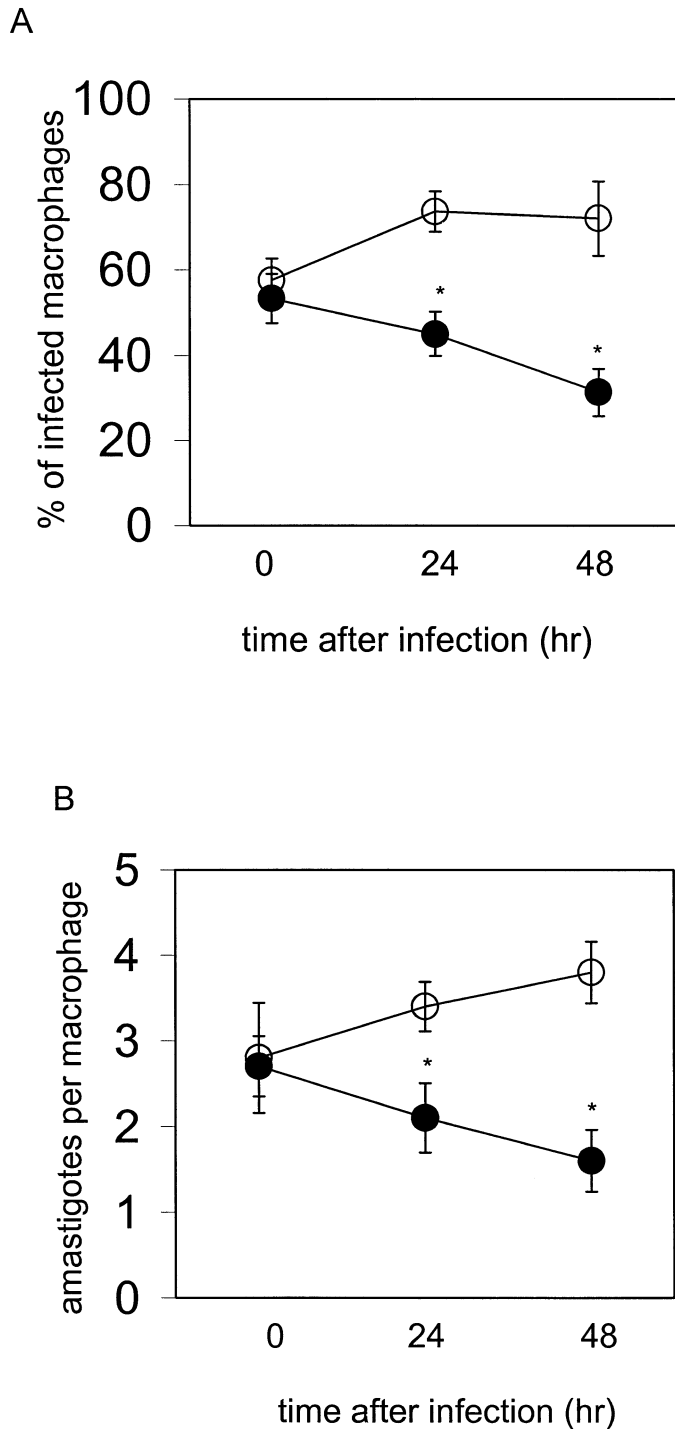 A
% of infected macrophages
100
80
60
40
20
0
*
*
0 24 48
time after infection (hr)
B
amastigotes per macrophage
5
4
3
2
1
0
*
*
0 24 48
time after infection (hr)